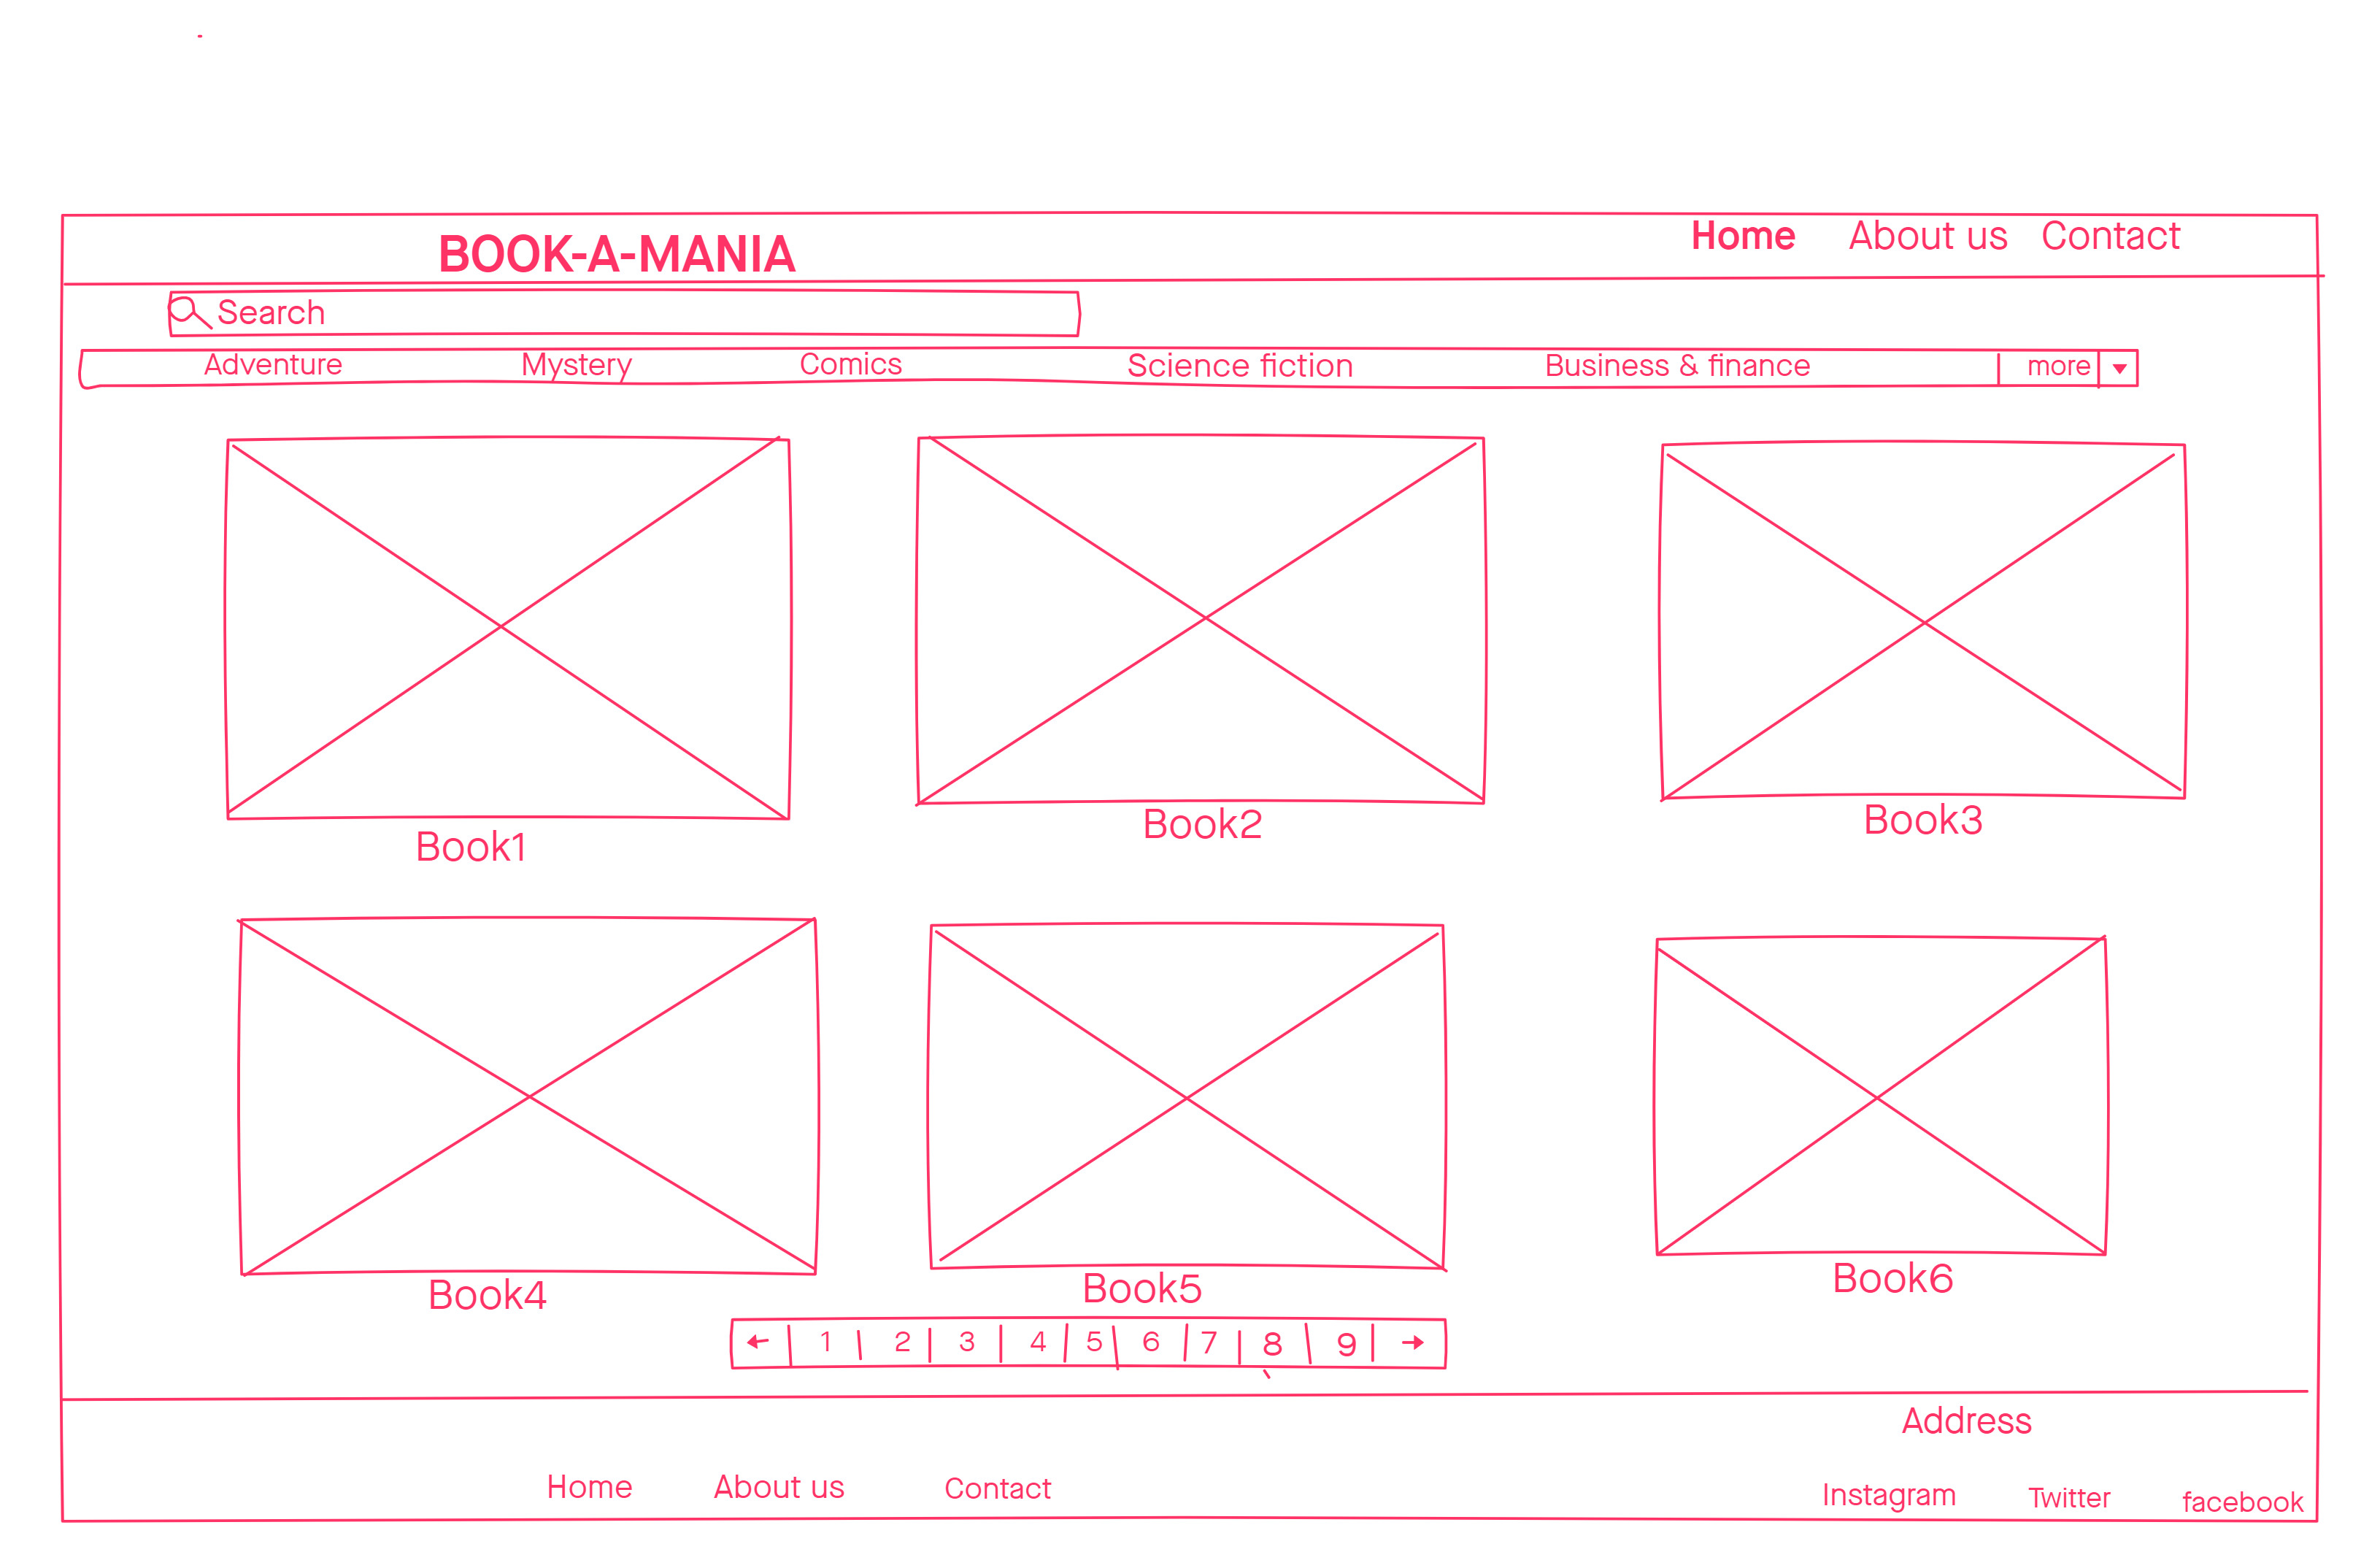 BOOK-A-MANIA
Home About us Contact
Search
Adventure Mystery Comics Science fiction Business & finance more
Book1 Book2 Book3
Book4 Book5 Book6
1 2 3 4 5 6 7 8 9
Address
Home About us Contact
Instagram Twitter facebook